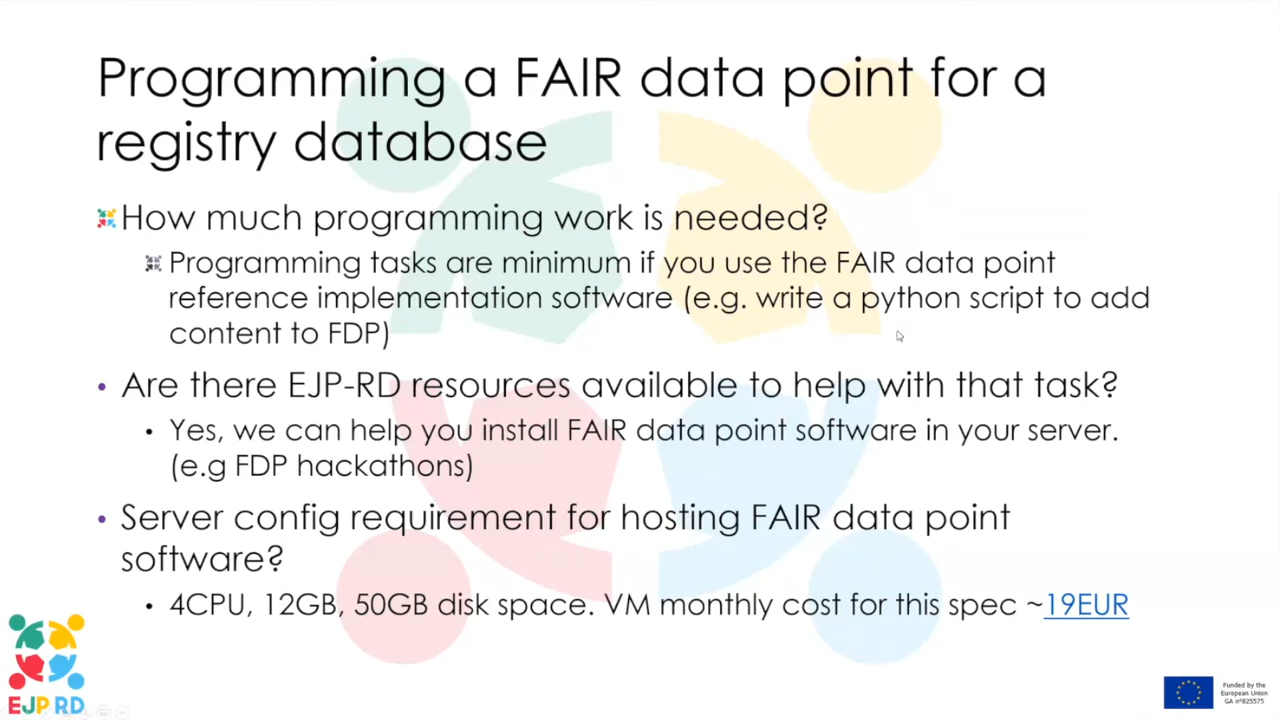 Programming a FAIR data point for a
registry database
How much programming work is needed?
Programming tasks are minimum if you use the FAIR data point
reference implementation software (e.g. write a python script to add
content to FDP)
• Are there EJP-RD resources available to help with that task?
• Yes, we can help you install FAIR data point software in your server.
(e.g FDP hackathons)
• Server config requirement for hosting FAIR data point
software?
• 4CPU, 12GB, 50GB disk space. VM monthly cost for this spec ~19EUR
EJP RD
Funded by the
European Union
GA n°825575